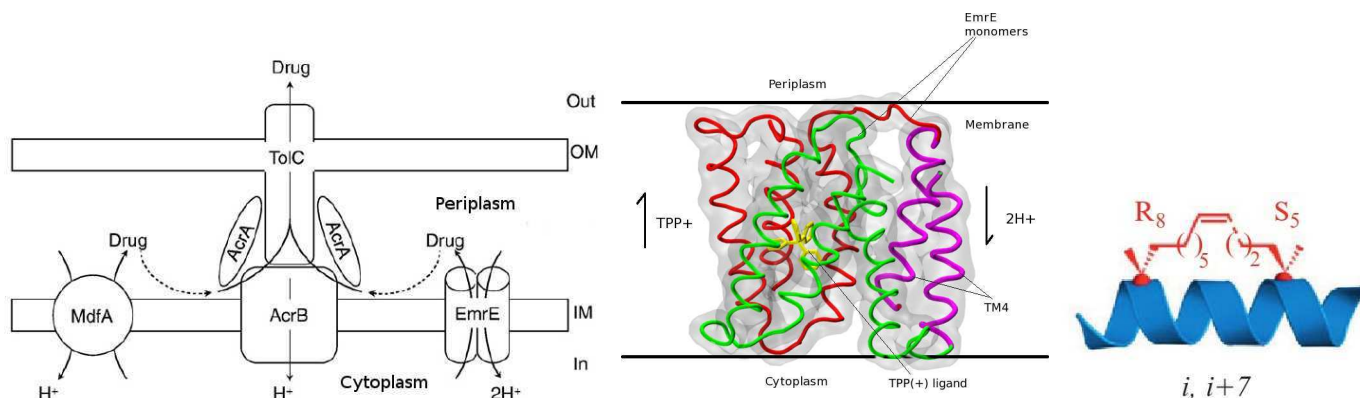 Drug
Out
TolC
OM
Periplasm
AcrA
AcrA
Drug
Drug
MdfA
AcrB
EmrE
IM
In
Cytoplasm
H⁺
H⁺
2H⁺
EmrE
monomers
Periplasm
Membrane
TPP+
2H+
TM4
Cytoplasm
TPP(+) ligand
R₈
S₅
( )₅ ( )₂
i, i+7